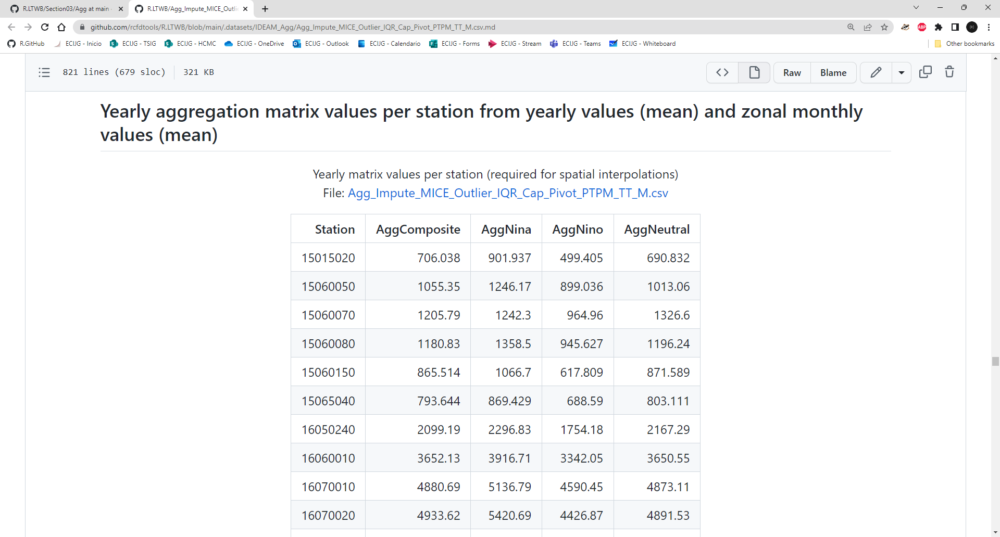 R.LTWB/Section03/Agg at main
R.LTWB/Agg_Impute_MICE_Outli
github.com/rcfdtools/R.LTWB/blob/main/.datasets/IDEAM_Agg/Agg_Impute_MICE_Outlier_IQR_Cap_Pivot_PTPM_TT_M.csv.md
ABP
R.GitHub ECIJG - Inicio ECIJG - TSIG ECIJG - HCMC ECIJG - OneDrive ECIJG - Outlook ECIJG - Calendario ECIJG - Forms ECIJG - Stream ECIJG - Teams ECIJG - Whiteboard Other bookmarks
821 lines (679 sloc) 321 KB Raw Blame
Yearly aggregation matrix values per station from yearly values (mean) and zonal monthly
values (mean)
Yearly matrix values per station (required for spatial interpolations)
File: Agg_Impute_MICE_Outlier_IQR_Cap_Pivot_PTPM_TT_M.csv
Station AggComposite AggNina AggNino AggNeutral
15015020 706.038 901.937 499.405 690.832
15060050 1055.35 1246.17 899.036 1013.06
15060070 1205.79 1242.3 964.96 1326.6
15060080 1180.83 1358.5 945.627 1196.24
15060150 865.514 1066.7 617.809 871.589
15065040 793.644 869.429 688.59 803.111
16050240 2099.19 2296.83 1754.18 2167.29
16060010 3652.13 3916.71 3342.05 3650.55
16070010 4880.69 5136.79 4590.45 4873.11
16070020 4933.62 5420.69 4426.87 4891.53